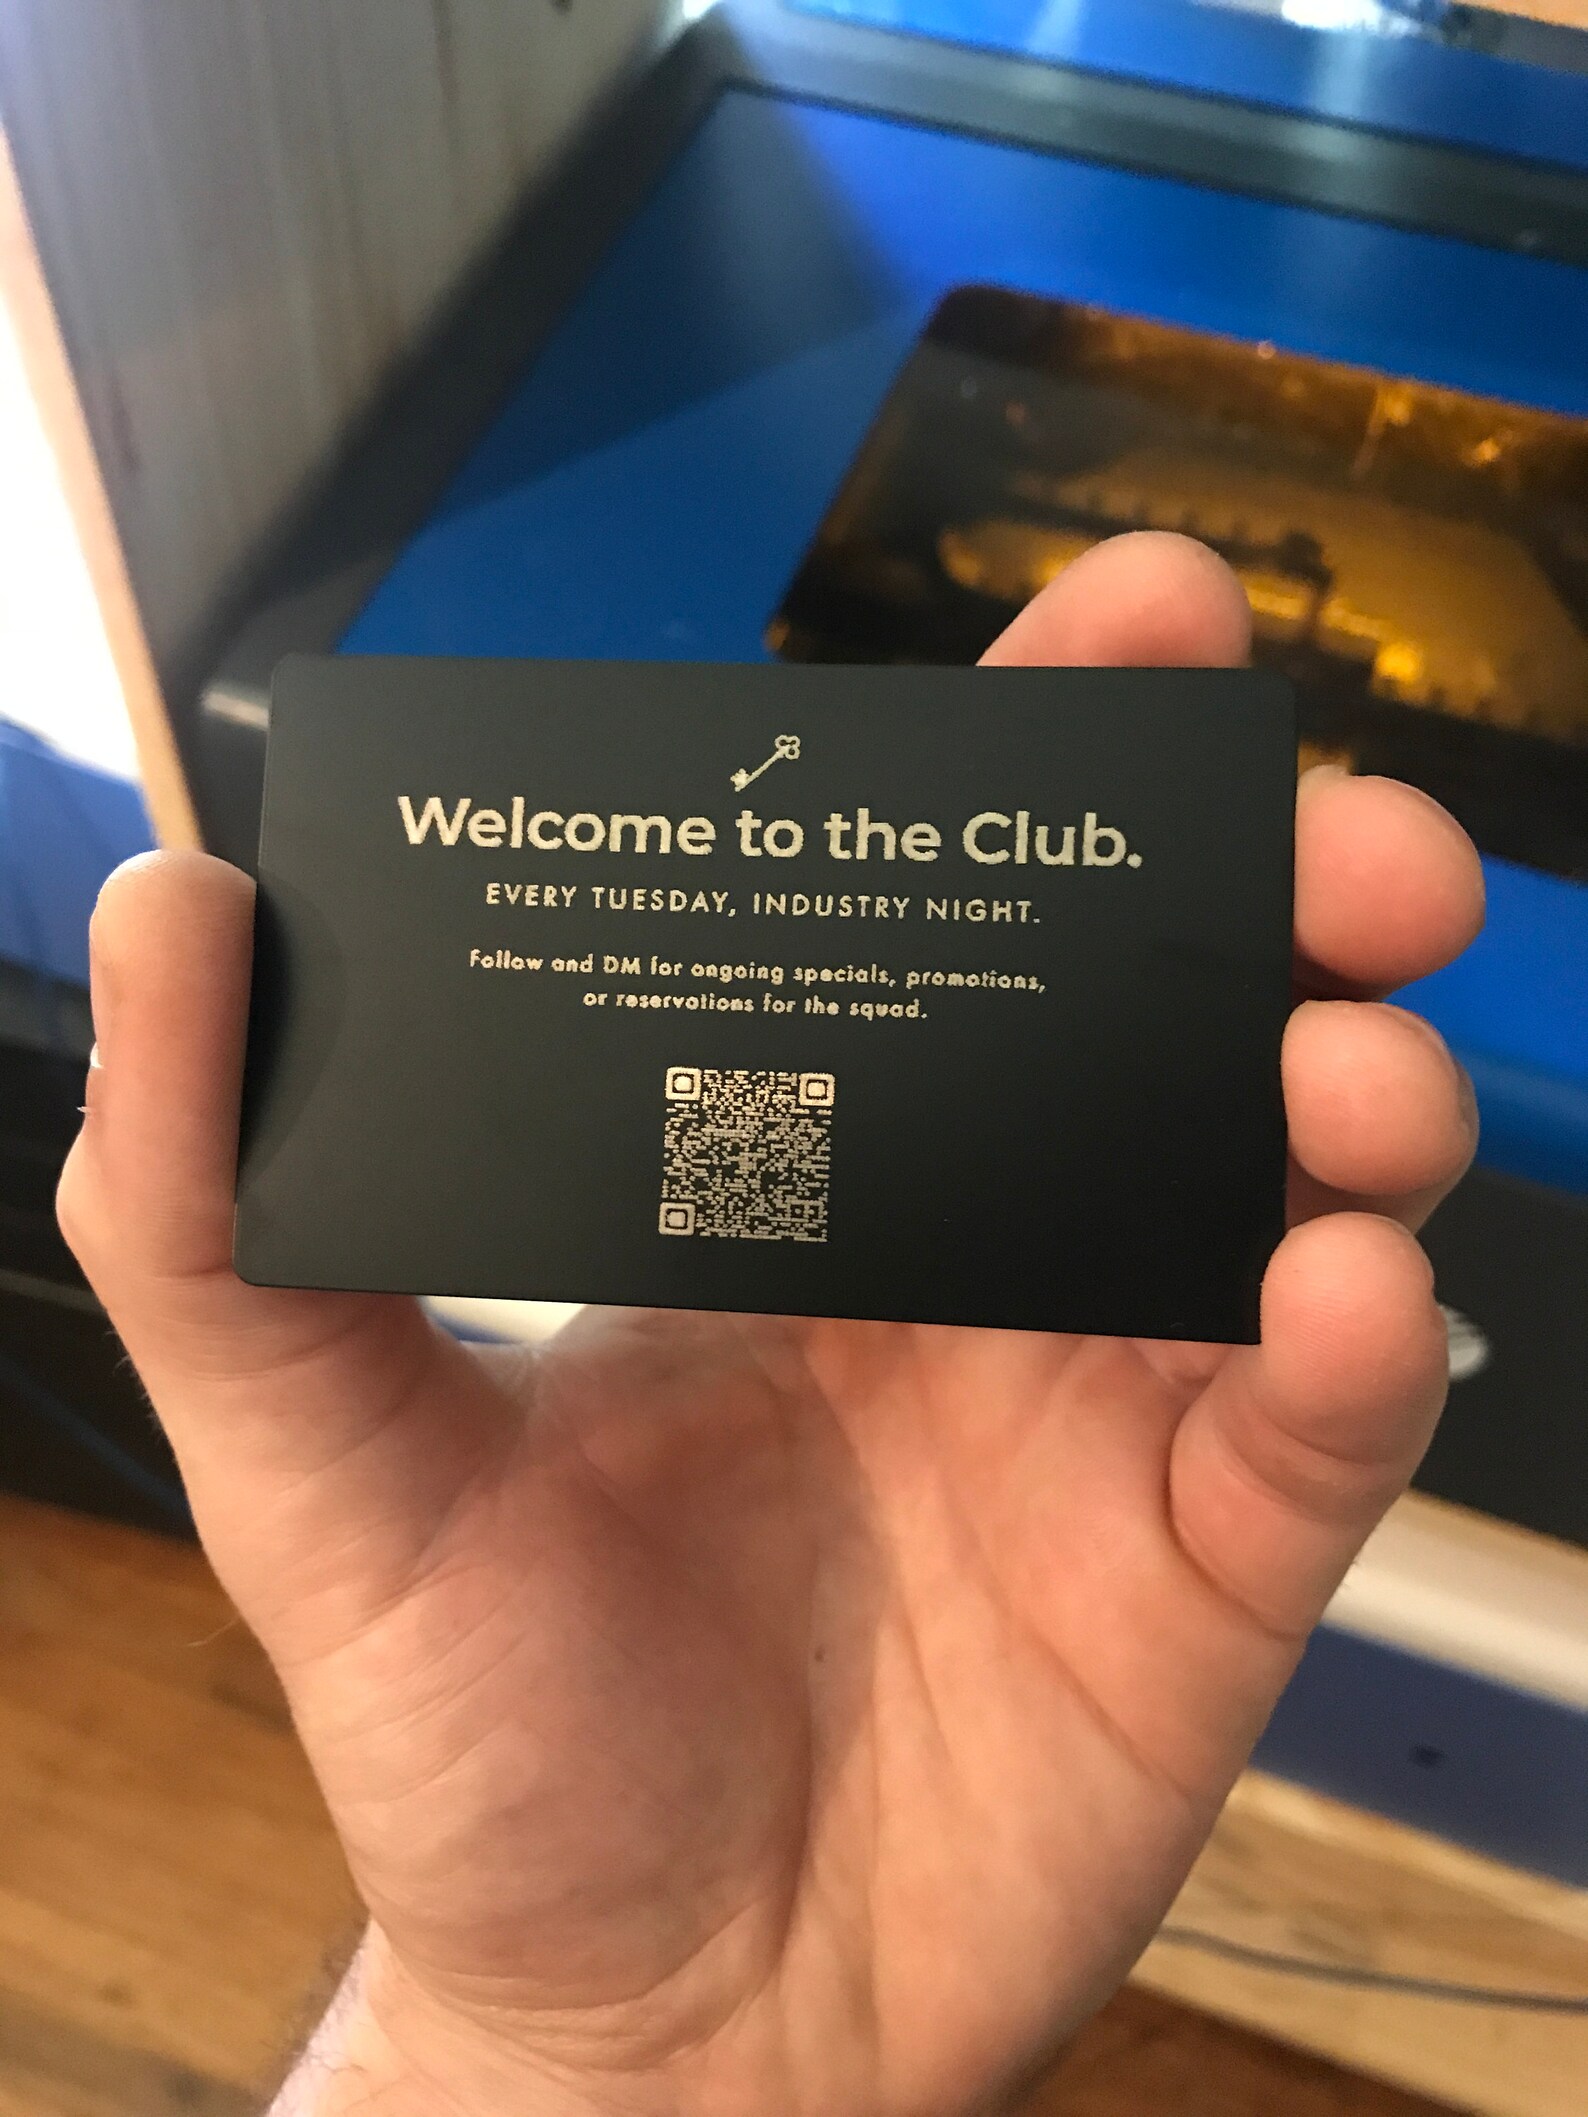 Welcome to the Club.
EVERY TUESDAY, INDUSTRY NIGHT.
Follow and DM for ongoing specials, promotions,
or reservations for the squad.